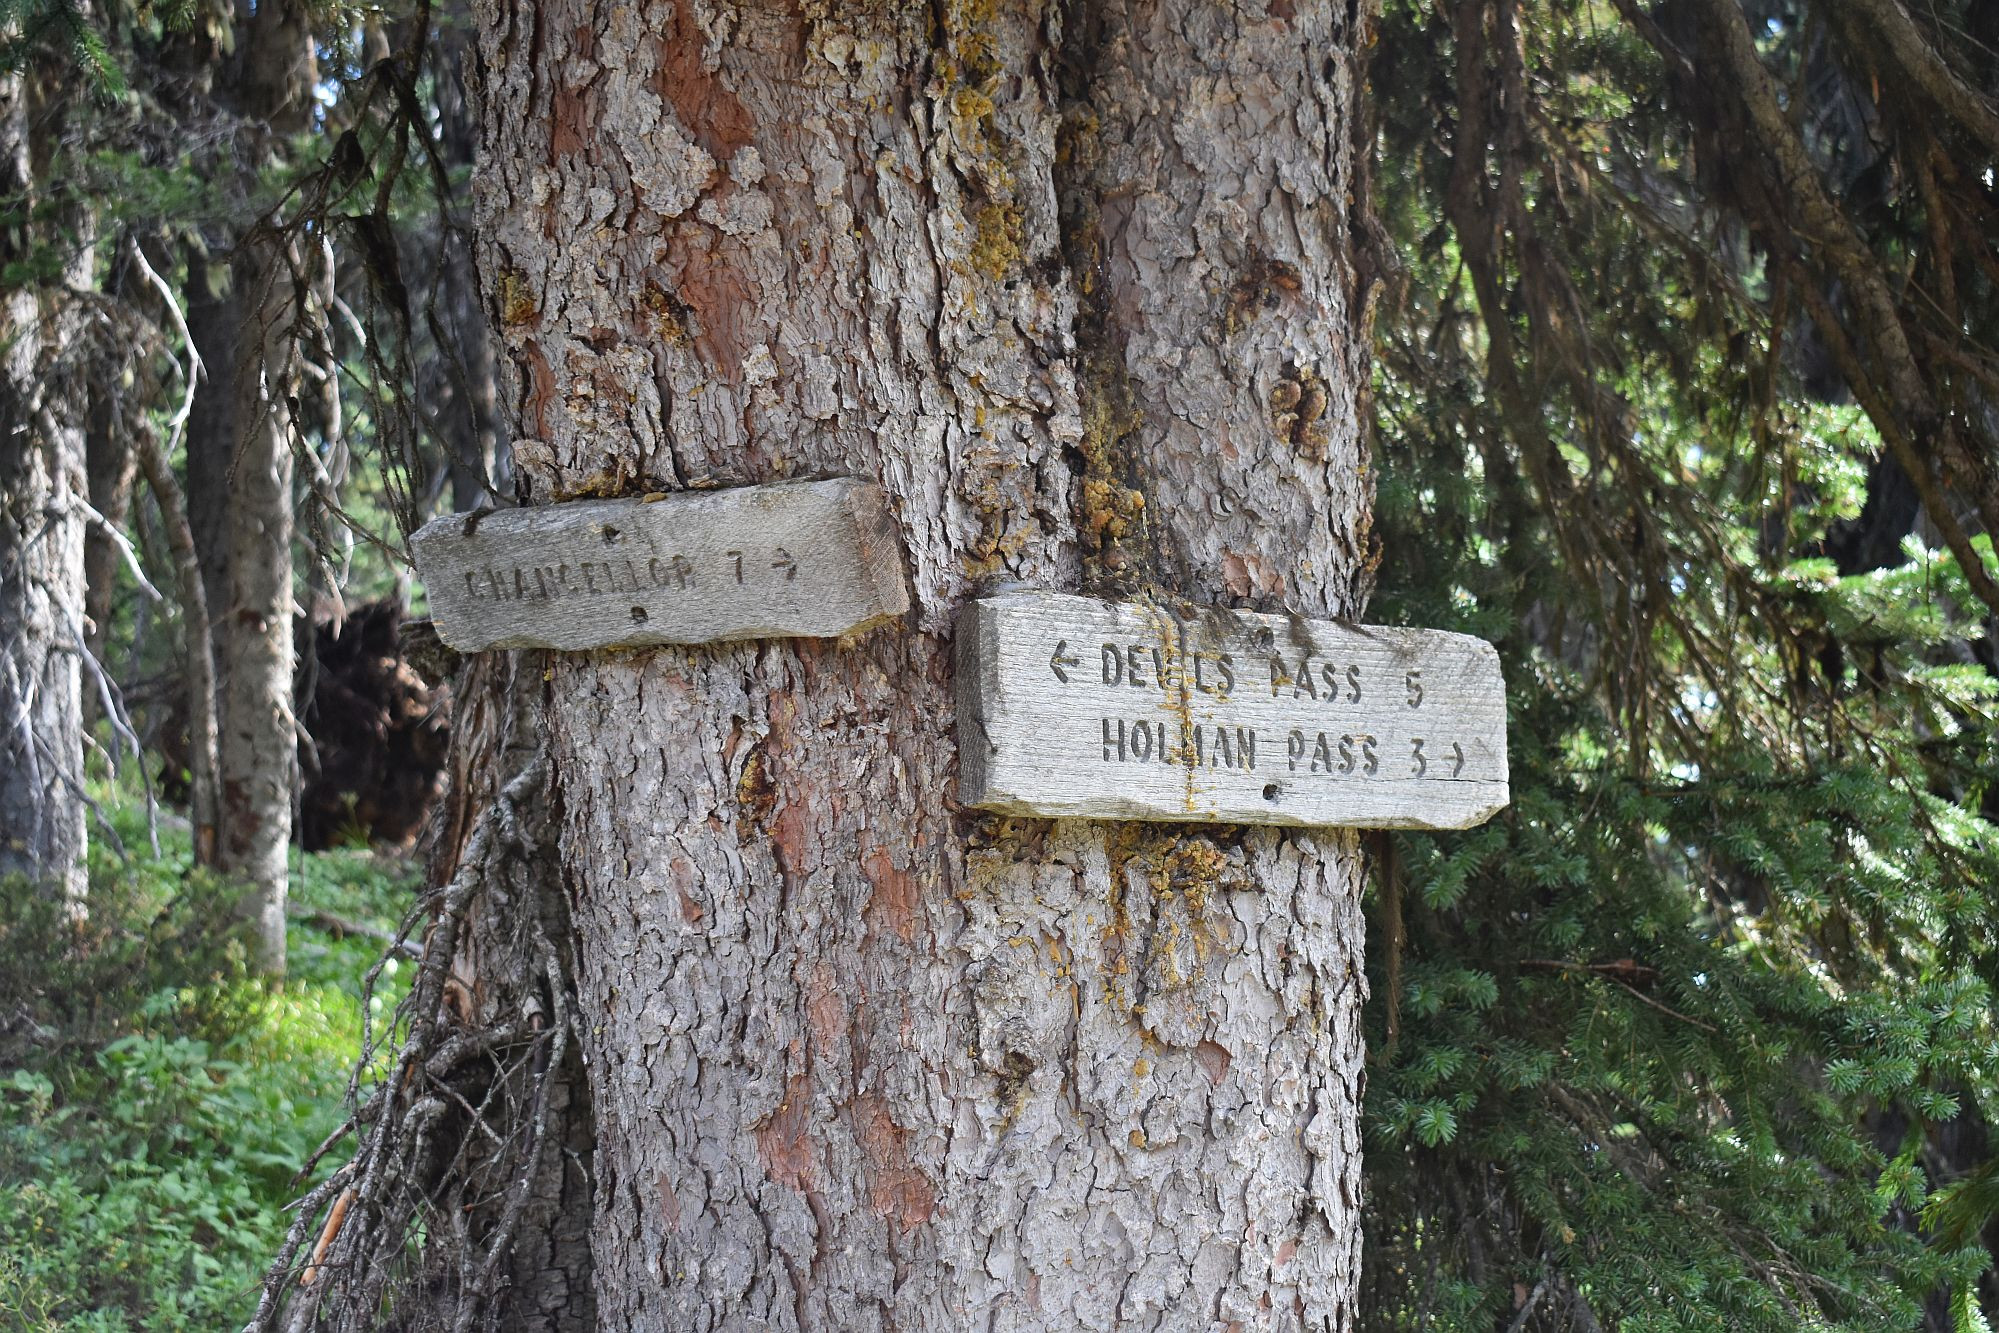 CHANCELLOR 7 →
← DEVILS PASS 5
HOLMAN PASS 3 →